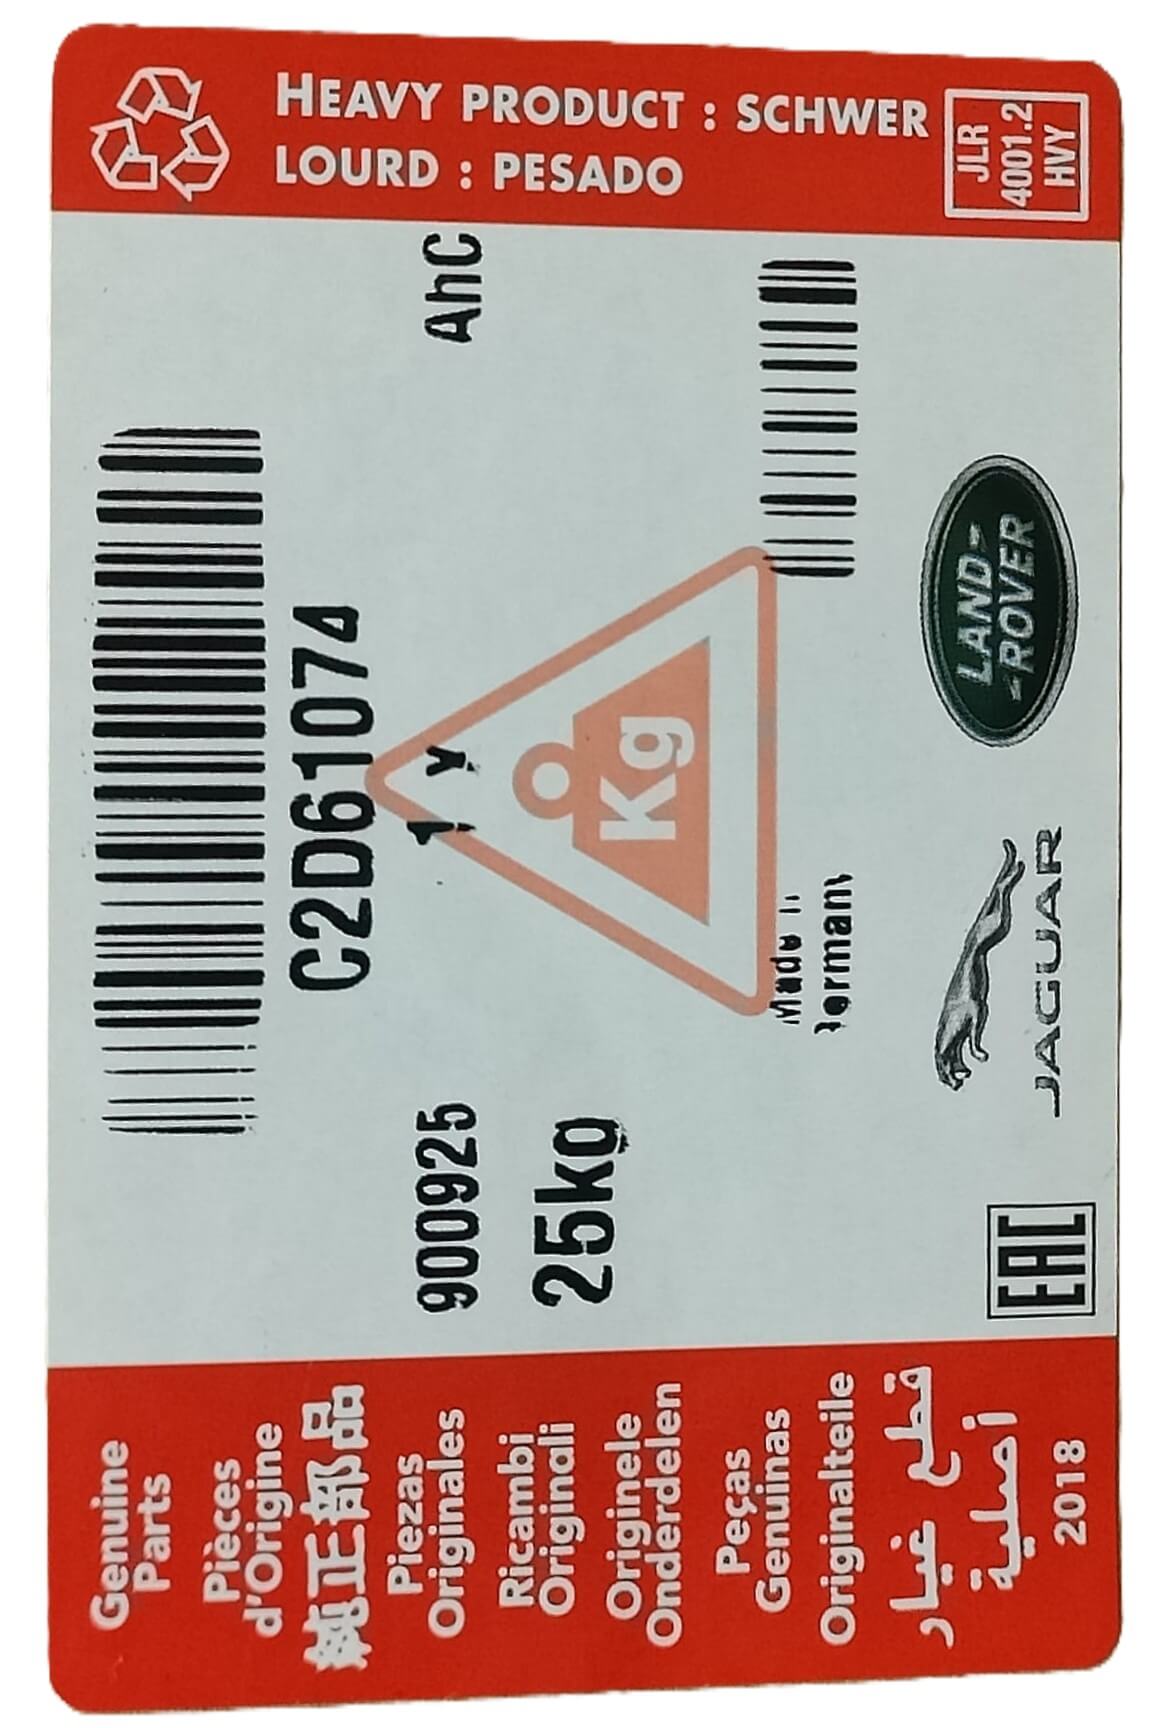 HEAVY PRODUCT : SCHWER
LOURD : PESADO
JLR
4001.2
HVY
C2D61074
900925
1
y
AhC
25kg
Kg
LAND-
-ROVER
JAGUAR
EAC
Genuine
Parts
Pièces
d'Origine
純正部品
Piezas
Originales
Ricambi
Originali
Originele
Onderdelen
Peças
Genuinas
Originalteile
قطع غيار
أصلية
2018